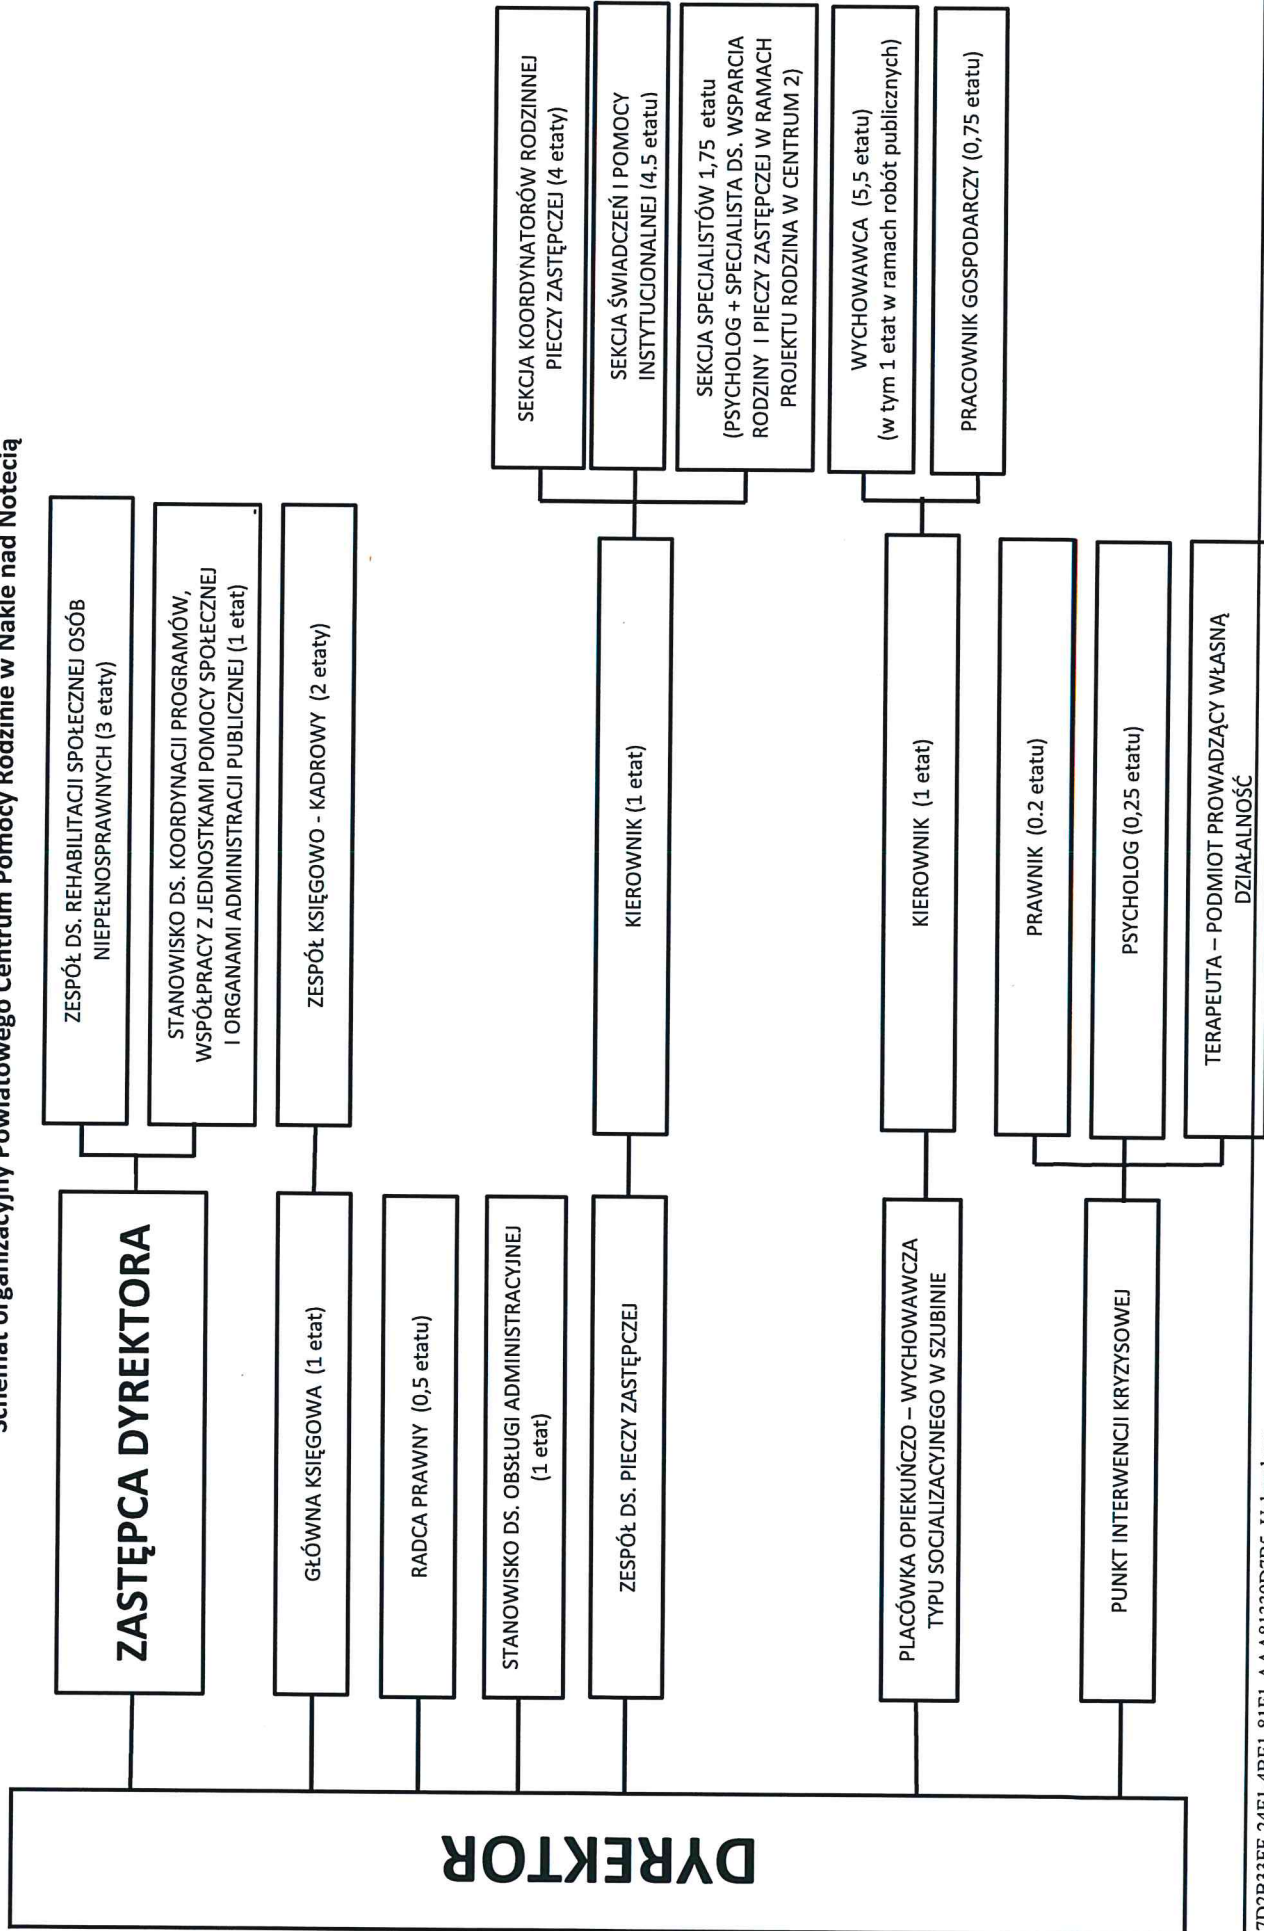 Schemat organizacyjny Powiatowego Centrum Pomocy Rodzinie w Nakle nad Notecią
DYREKTOR
ZASTĘPCA DYREKTORA
ZESPÓŁ DS. REHABILITACJI SPOŁECZNEJ OSÓB
NIEPEŁNOSPRAWNYCH (3 etaty)
STANOWISKO DS. KOORDYNACJI PROGRAMÓW,
WSPÓŁPRACY Z JEDNOSTKAMI POMOCY SPOŁECZNEJ
I ORGANAMI ADMINISTRACJI PUBLICZNEJ (1 etat)
GŁÓWNA KSIĘGOWA (1 etat)
ZESPÓŁ KSIĘGOWO - KADROWY (2 etaty)
RADCA PRAWNY (0,5 etatu)
STANOWISKO DS. OBSŁUGI ADMINISTRACYJNEJ
(1 etat)
ZESPÓŁ DS. PIECZY ZASTĘPCZEJ
KIEROWNIK (1 etat)
SEKCJA KOORDYNATORÓW RODZINNEJ
PIECZY ZASTĘPCZEJ (4 etaty)
SEKCJA ŚWIADCZEŃ I POMOCY
INSTYTUCJONALNEJ (4.5 etatu)
SEKCJA SPECJALISTÓW 1,75 etatu
(PSYCHOLOG + SPECJALISTA DS. WSPARCIA
RODZINY I PIECZY ZASTĘPCZEJ W RAMACH
PROJEKTU RODZINA W CENTRUM 2)
PLACÓWKA OPIEKUŃCZO – WYCHOWAWCZA
TYPU SOCJALIZACYJNEGO W SZUBINIE
KIEROWNIK (1 etat)
WYCHOWAWCA (5,5 etatu)
(w tym 1 etat w ramach robót publicznych)
PRACOWNIK GOSPODARCZY (0,75 etatu)
PUNKT INTERWENCJI KRYZYSOWEJ
PRAWNIK (0.2 etatu)
PSYCHOLOG (0,25 etatu)
TERAPEUTA – PODMIOT PROWADZĄCY WŁASNĄ
DZIAŁALNOŚĆ